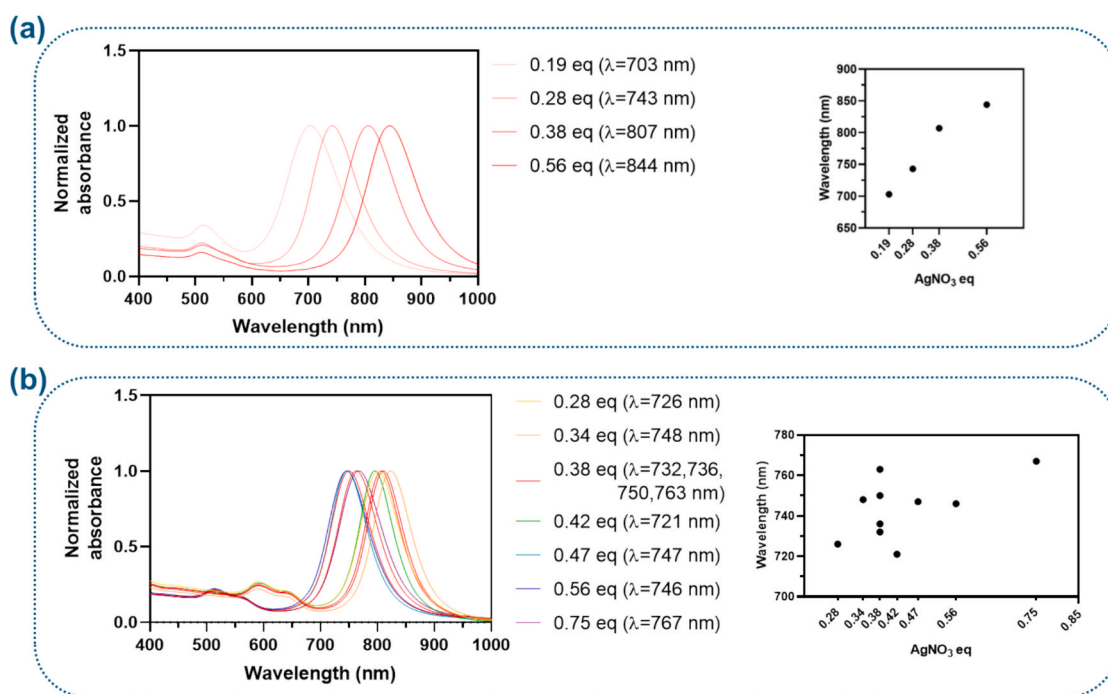 (a)
1.5
1.0
0.5
0.0
Normalized
absorbance
400 500 600 700 800 900 1000
Wavelength (nm)
0.19 eq (λ=703 nm)
0.28 eq (λ=743 nm)
0.38 eq (λ=807 nm)
0.56 eq (λ=844 nm)
900
850
800
750
700
650
Wavelength (nm)
0.19 0.28 0.38 0.56
AgNO₃ eq
(b)
1.5
1.0
0.5
0.0
Normalized
absorbance
400 500 600 700 800 900 1000
Wavelength (nm)
0.28 eq (λ=726 nm)
0.34 eq (λ=748 nm)
0.38 eq (λ=732,736,
750,763 nm)
0.42 eq (λ=721 nm)
0.47 eq (λ=747 nm)
0.56 eq (λ=746 nm)
0.75 eq (λ=767 nm)
780
760
740
720
700
Wavelength (nm)
0.28 0.34 0.38 0.42 0.47 0.56 0.75 0.85
AgNO₃ eq